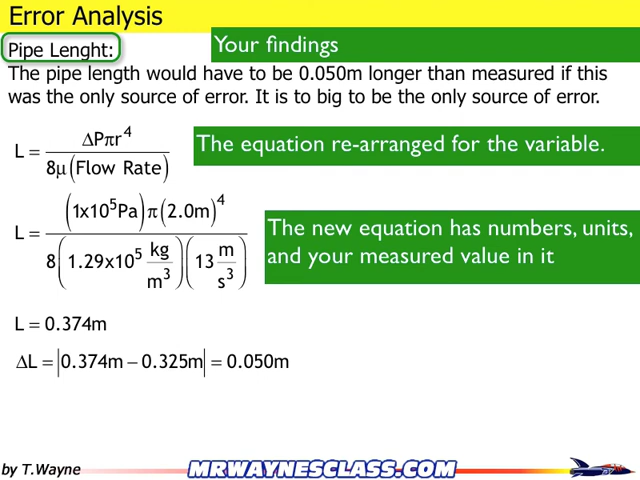 Error Analysis
Pipe Lenght:
Your findings
The pipe length would have to be 0.050m longer than measured if this
was the only source of error. It is to big to be the only source of error.
L = ΔPπr⁴ / 8μ(Flow Rate)
The equation re-arranged for the variable.
L = (1x10⁵Pa)π(2.0m)⁴ / 8(1.29x10⁵ kg/m³)(13 m/s³)
The new equation has numbers, units,
and your measured value in it
L = 0.374m
ΔL = |0.374m − 0.325m| = 0.050m
by T.Wayne
MRWAYNESCLASS.COM